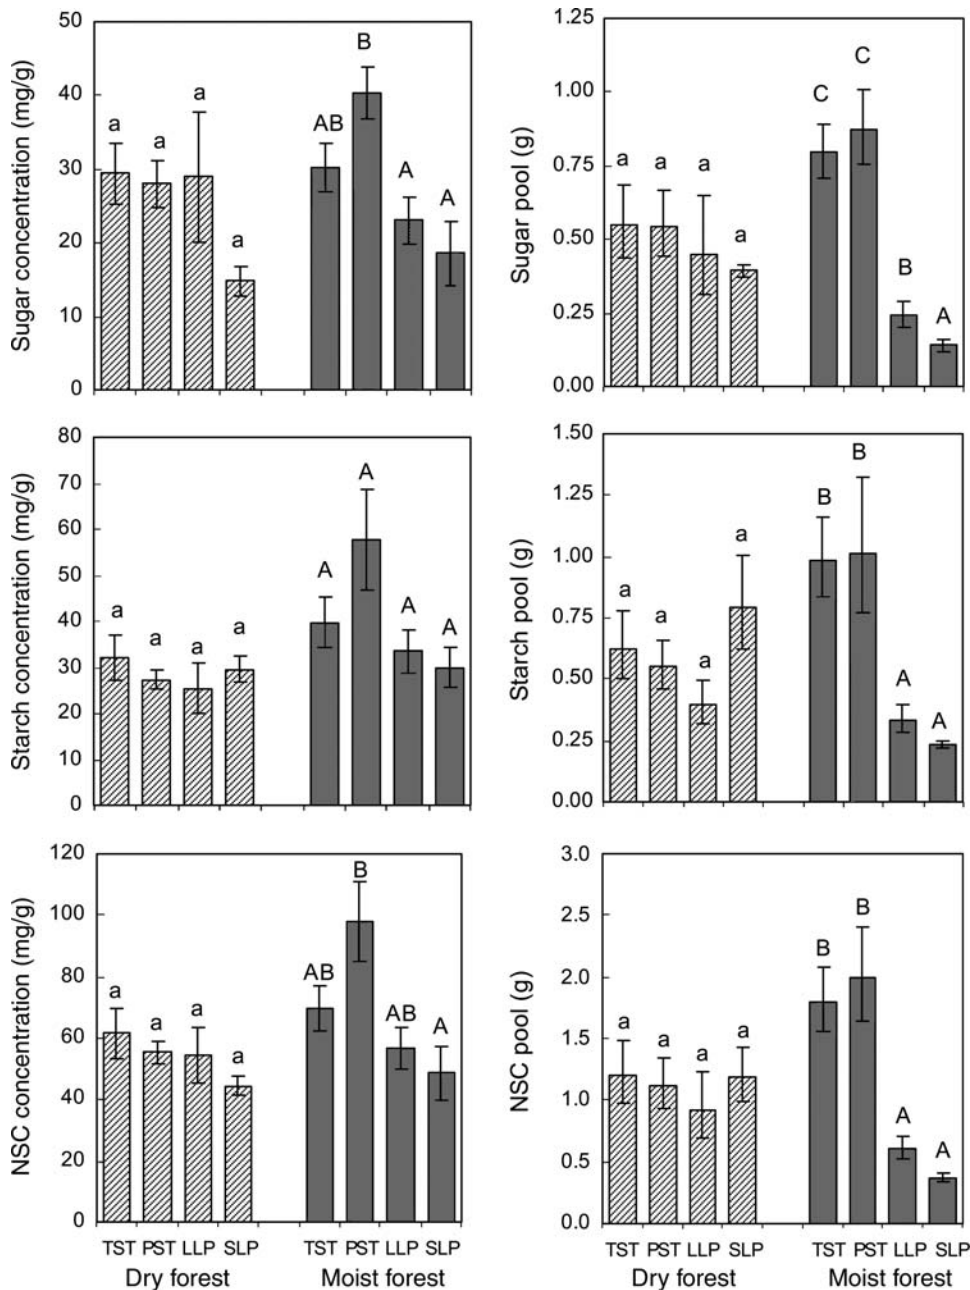 Sugar concentration (mg/g)
50
40
30
20
10
0
a
a
a
a
AB
B
A
A
Sugar pool (g)
1.25
1.00
0.75
0.50
0.25
0.00
a
a
a
a
C
C
B
A
Starch concentration (mg/g)
80
70
60
50
40
30
20
10
0
a
a
a
a
A
A
A
A
Starch pool (g)
1.50
1.25
1.00
0.75
0.50
0.25
0.00
a
a
a
a
B
B
A
A
NSC concentration (mg/g)
120
100
80
60
40
20
0
a
a
a
a
AB
B
AB
A
TST PST LLP SLP TST PST LLP SLP
Dry forest Moist forest
NSC pool (g)
3.0
2.5
2.0
1.5
1.0
0.5
0.0
a
a
a
a
B
B
A
A
TST PST LLP SLP TST PST LLP SLP
Dry forest Moist forest